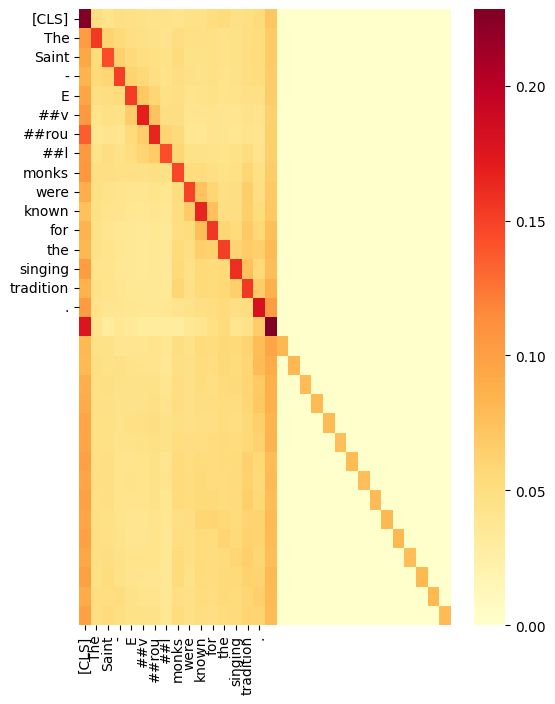 [CLS]
The
Saint
-
E
##v
##rou
##l
monks
were
known
for
the
singing
tradition
.
[CLS]
The
Saint
-
E
##v
##rou
##l
monks
were
known
for
the
singing
tradition
.
0.20
0.15
0.10
0.05
0.00